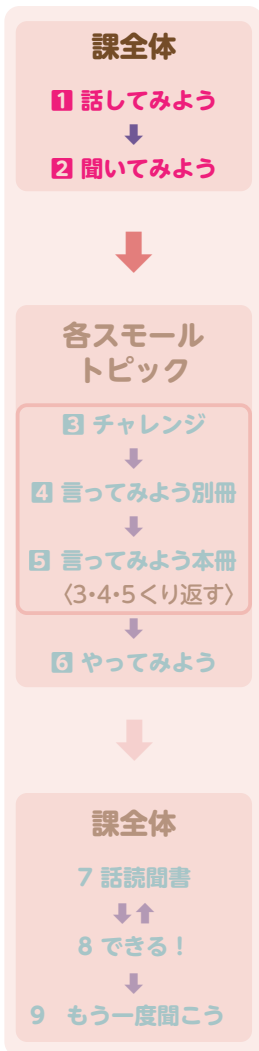 課全体
1 話してみよう
2 聞いてみよう
各スモール
トピック
3 チャレンジ
4 言ってみよう別冊
5 言ってみよう本冊
〈3・4・5くり返す〉
6 やってみよう
課全体
7 話読聞書
8 できる！
9 もう一度聞こう